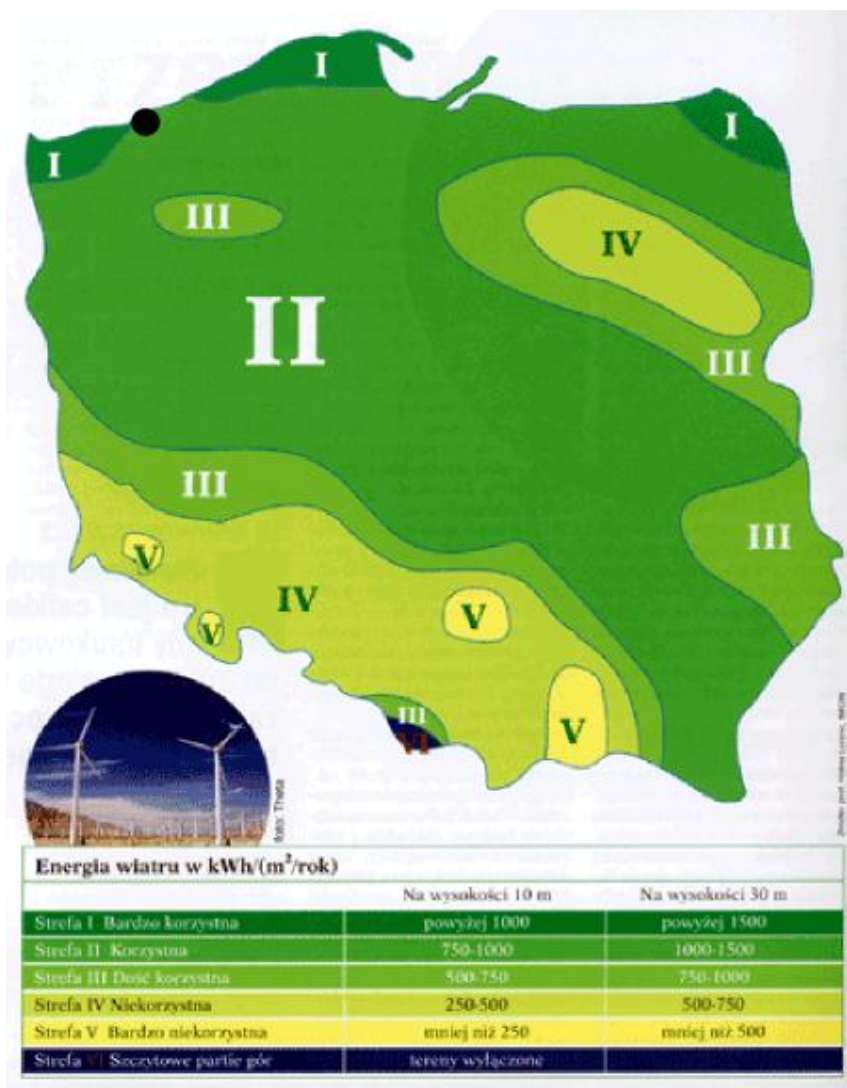 I
I
I
III
IV
II
III
III
III
V
IV
V
V
V
III
VI
foto: Theta
Energia wiatru w kWh/(m²/rok)
Na wysokości 10 m Na wysokości 30 m
Strefa I Bardzo korzystna powyżej 1000 powyżej 1500
Strefa II Korzystna 750-1000 1000-1500
Strefa III Dość korzystna 500-750 750-1000
Strefa IV Niekorzystna 250-500 500-750
Strefa V Bardzo niekorzystna mniej niż 250 mniej niż 500
Strefa VI Szczytowe partie gór tereny wyłączone